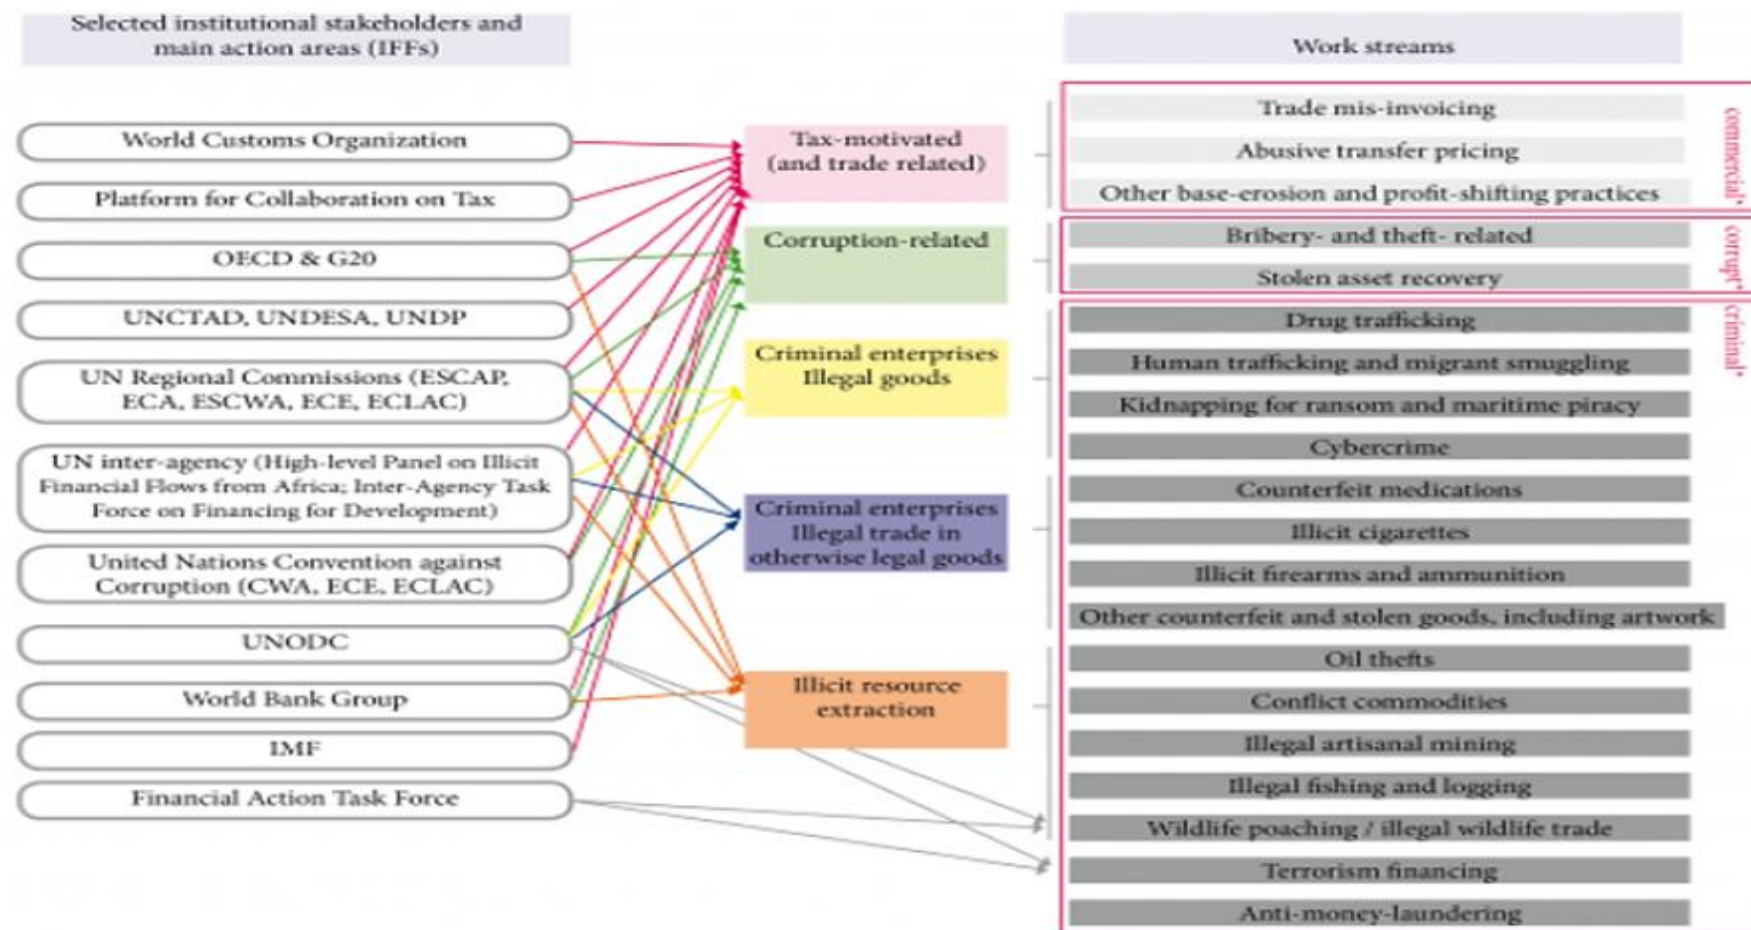 Selected institutional stakeholders and
main action areas (IFFs)
World Customs Organization
Platform for Collaboration on Tax
OECD & G20
UNCTAD, UNDESA, UNDP
UN Regional Commissions (ESCAP,
ECA, ESCWA, ECE, ECLAC)
UN inter-agency (High-level Panel on Illicit
Financial Flows from Africa; Inter-Agency Task
Force on Financing for Development)
United Nations Convention against
Corruption (CWA, ECE, ECLAC)
UNODC
World Bank Group
IMF
Financial Action Task Force
Tax-motivated
(and trade related)
Corruption-related
Criminal enterprises
Illegal goods
Criminal enterprises
Illegal trade in
otherwise legal goods
Illicit resource
extraction
Work streams
Trade mis-invoicing
Abusive transfer pricing
Other base-erosion and profit-shifting practices
Bribery- and theft- related
Stolen asset recovery
Drug trafficking
Human trafficking and migrant smuggling
Kidnapping for ransom and maritime piracy
Cybercrime
Counterfeit medications
Illicit cigarettes
Illicit firearms and ammunition
Other counterfeit and stolen goods, including artwork
Oil thefts
Conflict commodities
Illegal artisanal mining
Illegal fishing and logging
Wildlife poaching / illegal wildlife trade
Terrorism financing
Anti-money-laundering
commercial*
corrupt*
criminal*